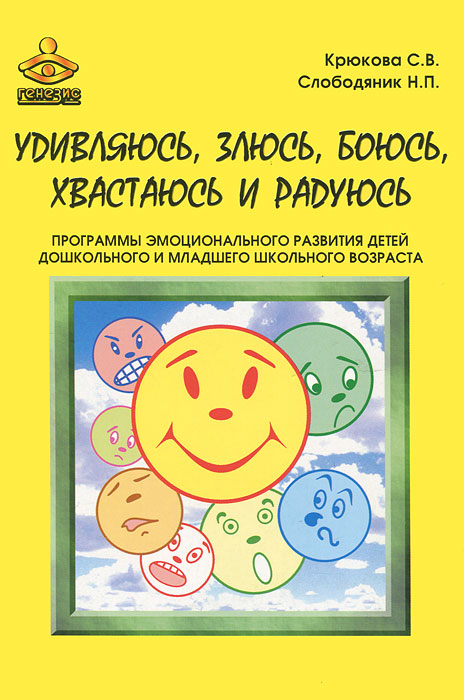 генезис
Крюкова С.В.
Слободяник Н.П.
УДИВЛЯЮСЬ, ЗЛЮСЬ, БОЮСЬ,
ХВАСТАЮСЬ И РАДУЮСЬ
ПРОГРАММЫ ЭМОЦИОНАЛЬНОГО РАЗВИТИЯ ДЕТЕЙ
ДОШКОЛЬНОГО И МЛАДШЕГО ШКОЛЬНОГО ВОЗРАСТА